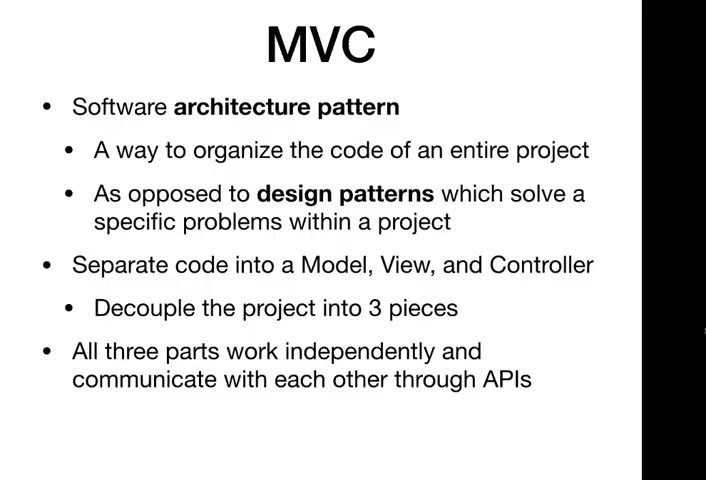 MVC
• Software architecture pattern
• A way to organize the code of an entire project
• As opposed to design patterns which solve a
specific problems within a project
• Separate code into a Model, View, and Controller
• Decouple the project into 3 pieces
• All three parts work independently and
communicate with each other through APIs